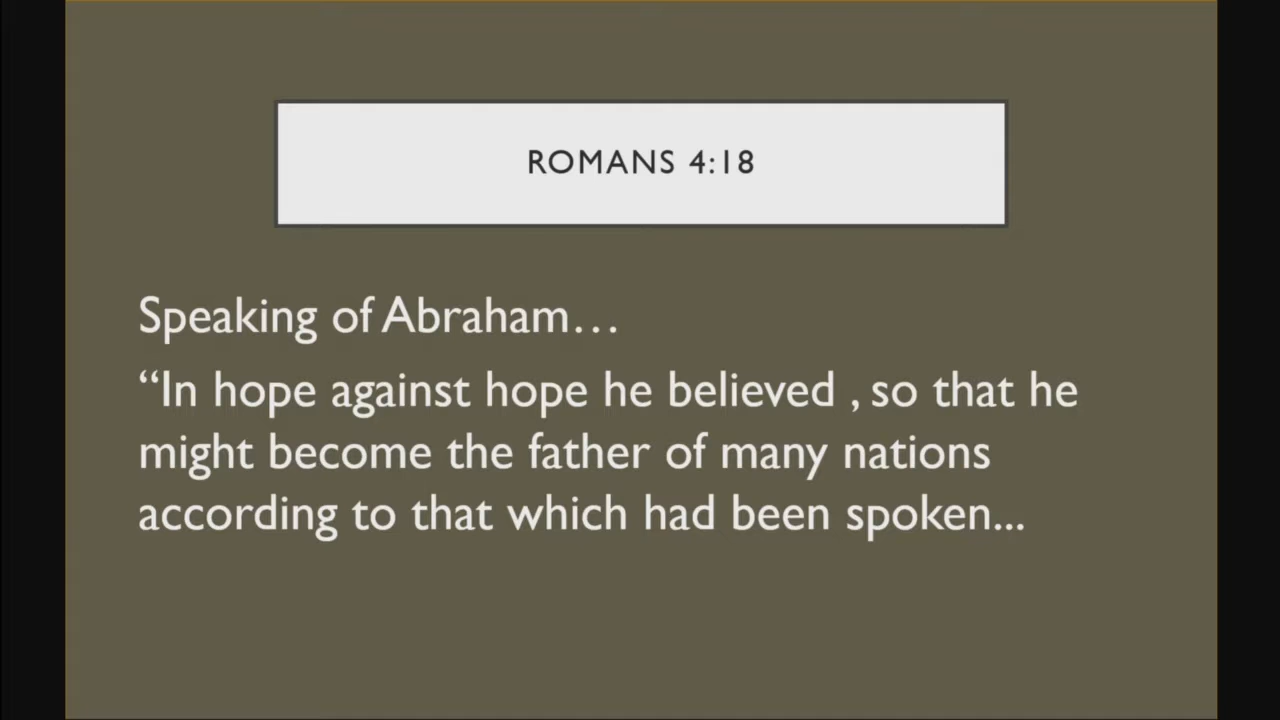 ROMANS 4:18
Speaking of Abraham…
“In hope against hope he believed , so that he
might become the father of many nations
according to that which had been spoken...